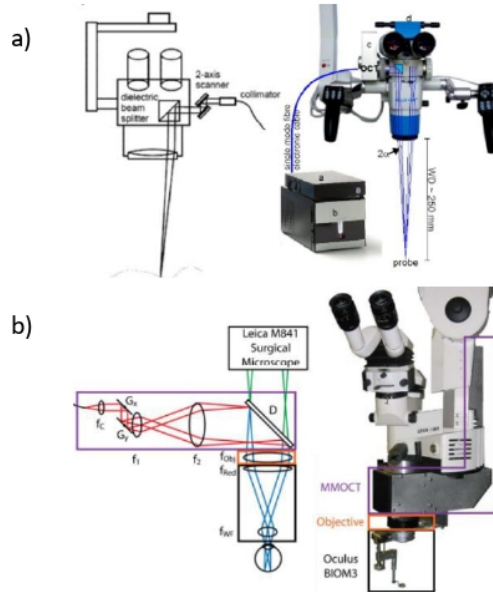 a)
2-axis
scanner
collimator
dielectric
beam
splitter
d
c
OCT
single mode fibre
electronic cable
2α
a
b
WD > 250 mm
probe
b)
Leica M841
Surgical
Microscope
Gx
D
fC
Gy
f1
f2
fObj
fRed
fWF
MMOCT
Objective
Oculus
BIOM3